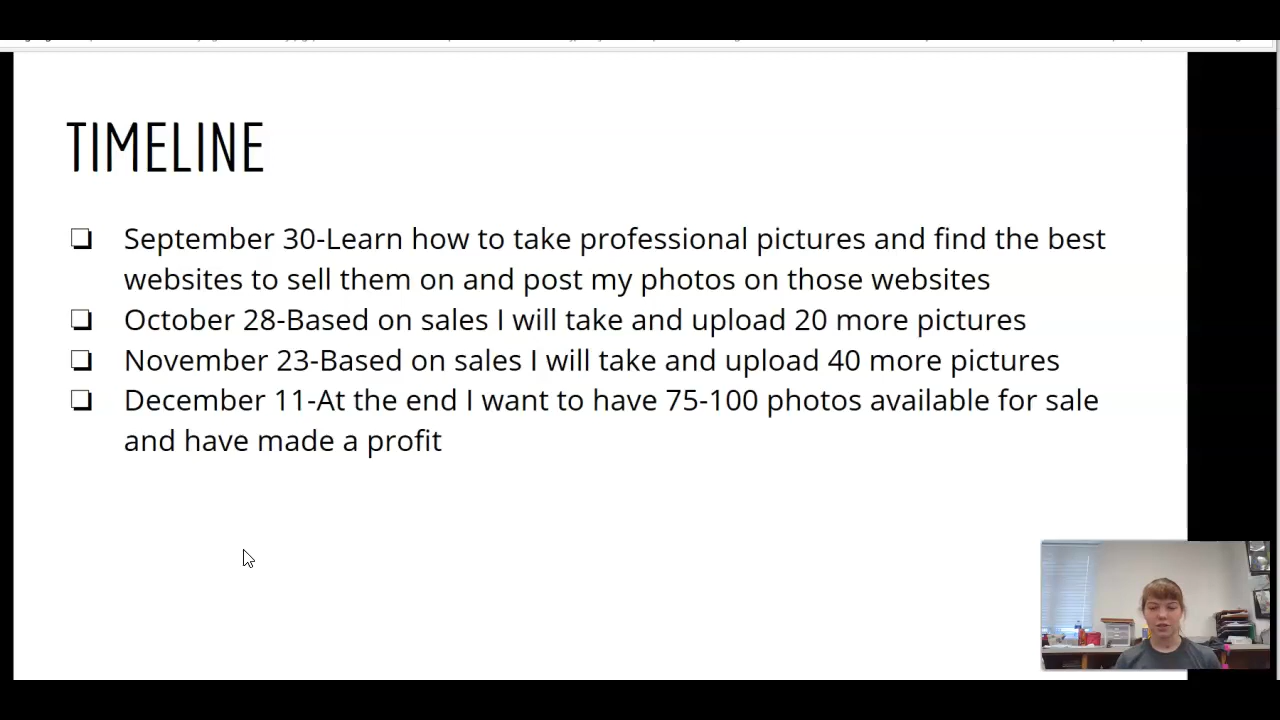 TIMELINE
September 30-Learn how to take professional pictures and find the best
websites to sell them on and post my photos on those websites
October 28-Based on sales I will take and upload 20 more pictures
November 23-Based on sales I will take and upload 40 more pictures
December 11-At the end I want to have 75-100 photos available for sale
and have made a profit